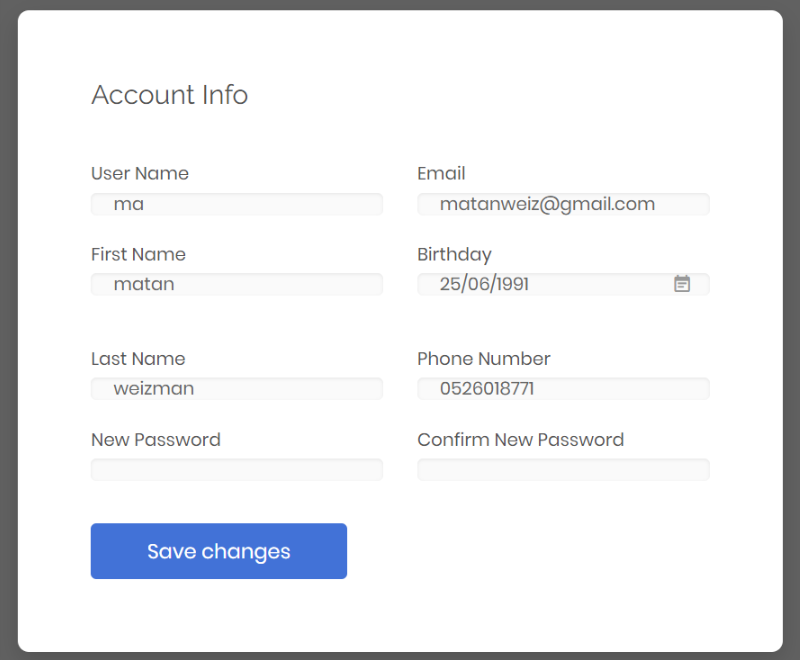 Account Info
User Name
Email
ma
matanweiz@gmail.com
First Name
Birthday
matan
25/06/1991
Last Name
Phone Number
weizman
0526018771
New Password
Confirm New Password
Save changes